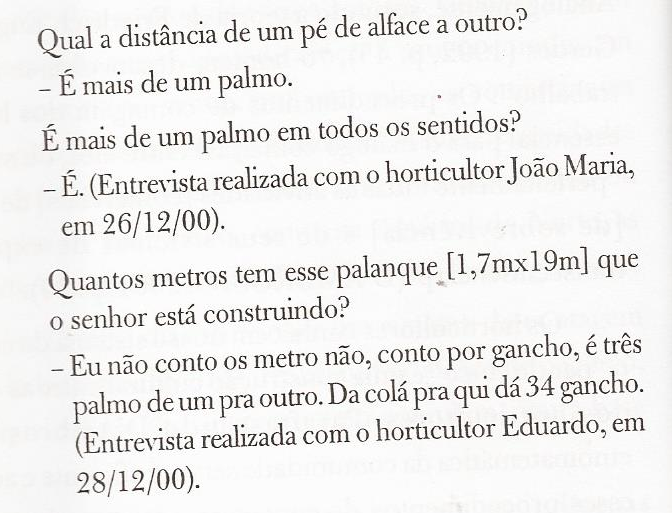 Qual a distância de um pé de alface a outro?
– É mais de um palmo.
É mais de um palmo em todos os sentidos?
– É. (Entrevista realizada com o horticultor João Maria,
em 26/12/00).
Quantos metros tem esse palanque [1,7mx19m] que
o senhor está construindo?
– Eu não conto os metro não, conto por gancho, é três
palmo de um pra outro. Da colá pra qui dá 34 gancho.
(Entrevista realizada com o horticultor Eduardo, em
28/12/00).